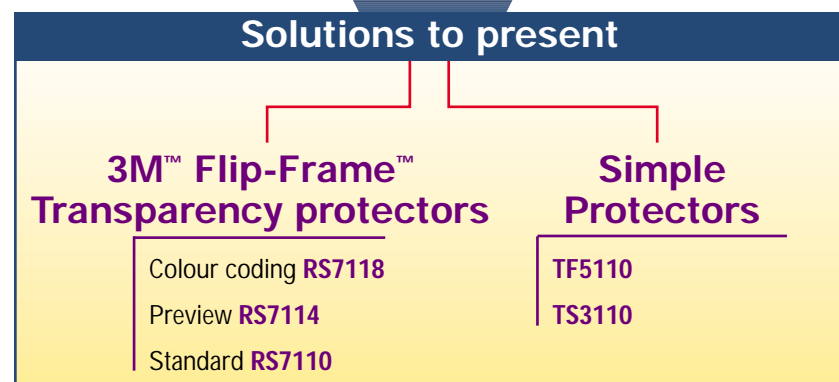 Solutions to present
3M™ Flip-Frame™
Transparency protectors
Colour coding RS7118
Preview RS7114
Standard RS7110
Simple
Protectors
TF5110
TS3110